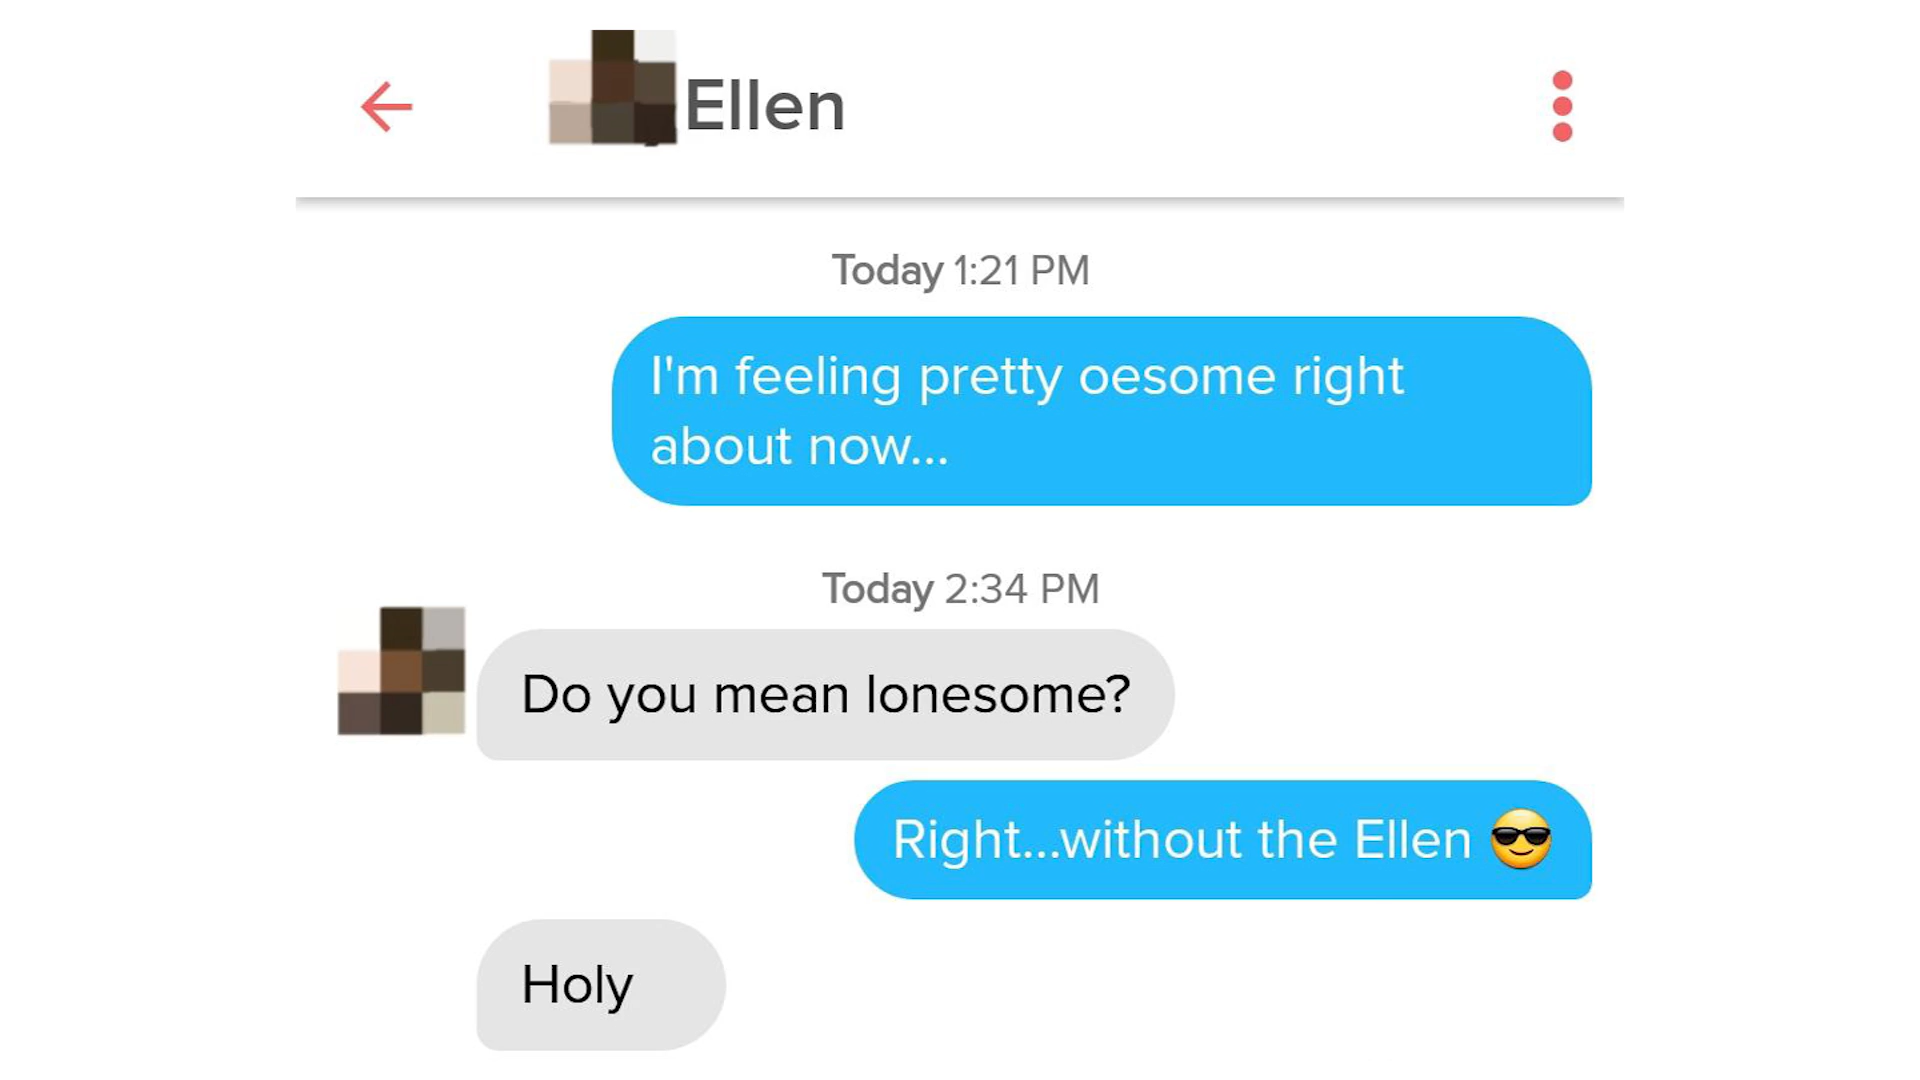 Ellen
Today 1:21 PM
I'm feeling pretty oesome right
about now...
Today 2:34 PM
Do you mean lonesome?
Right...without the Ellen 😎
Holy